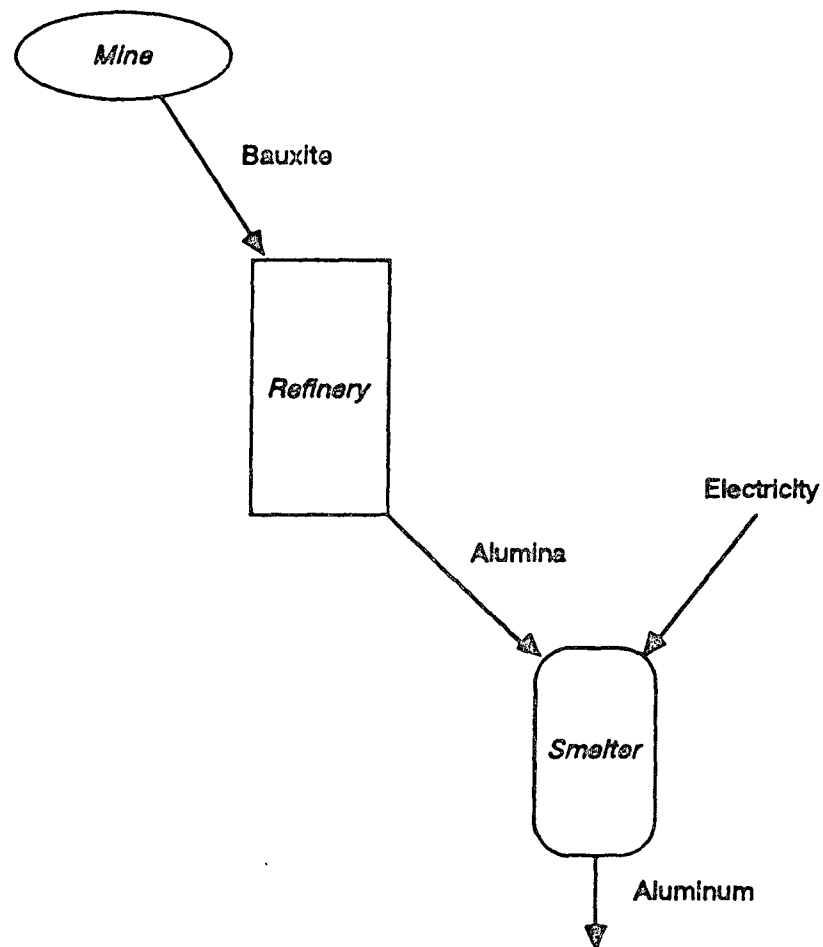 Mine
Bauxite
Refinery
Electricity
Alumina
Smelter
Aluminum